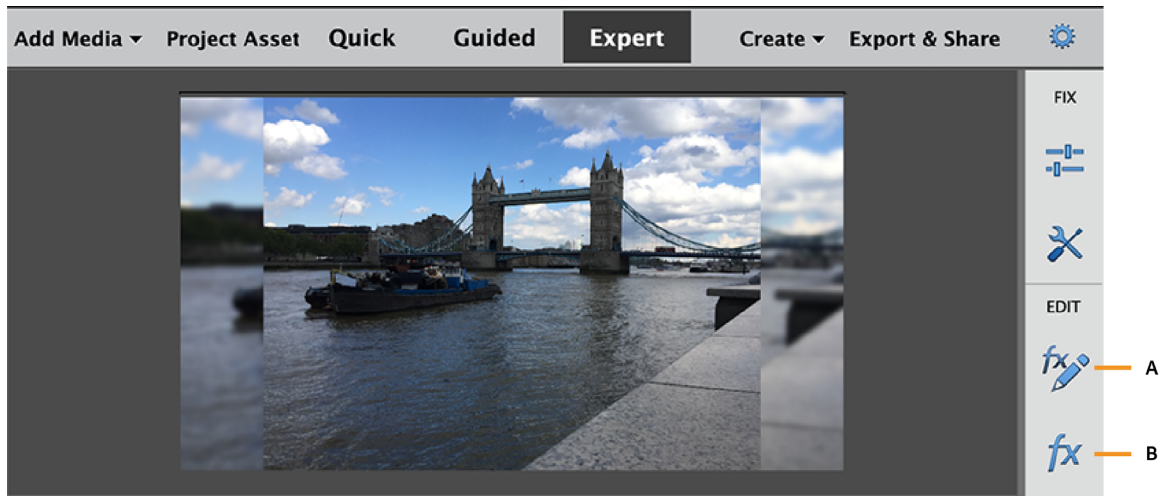 Add Media Project Asset Quick Guided Expert Create Export & Share
FIX
EDIT
fx A
fx B